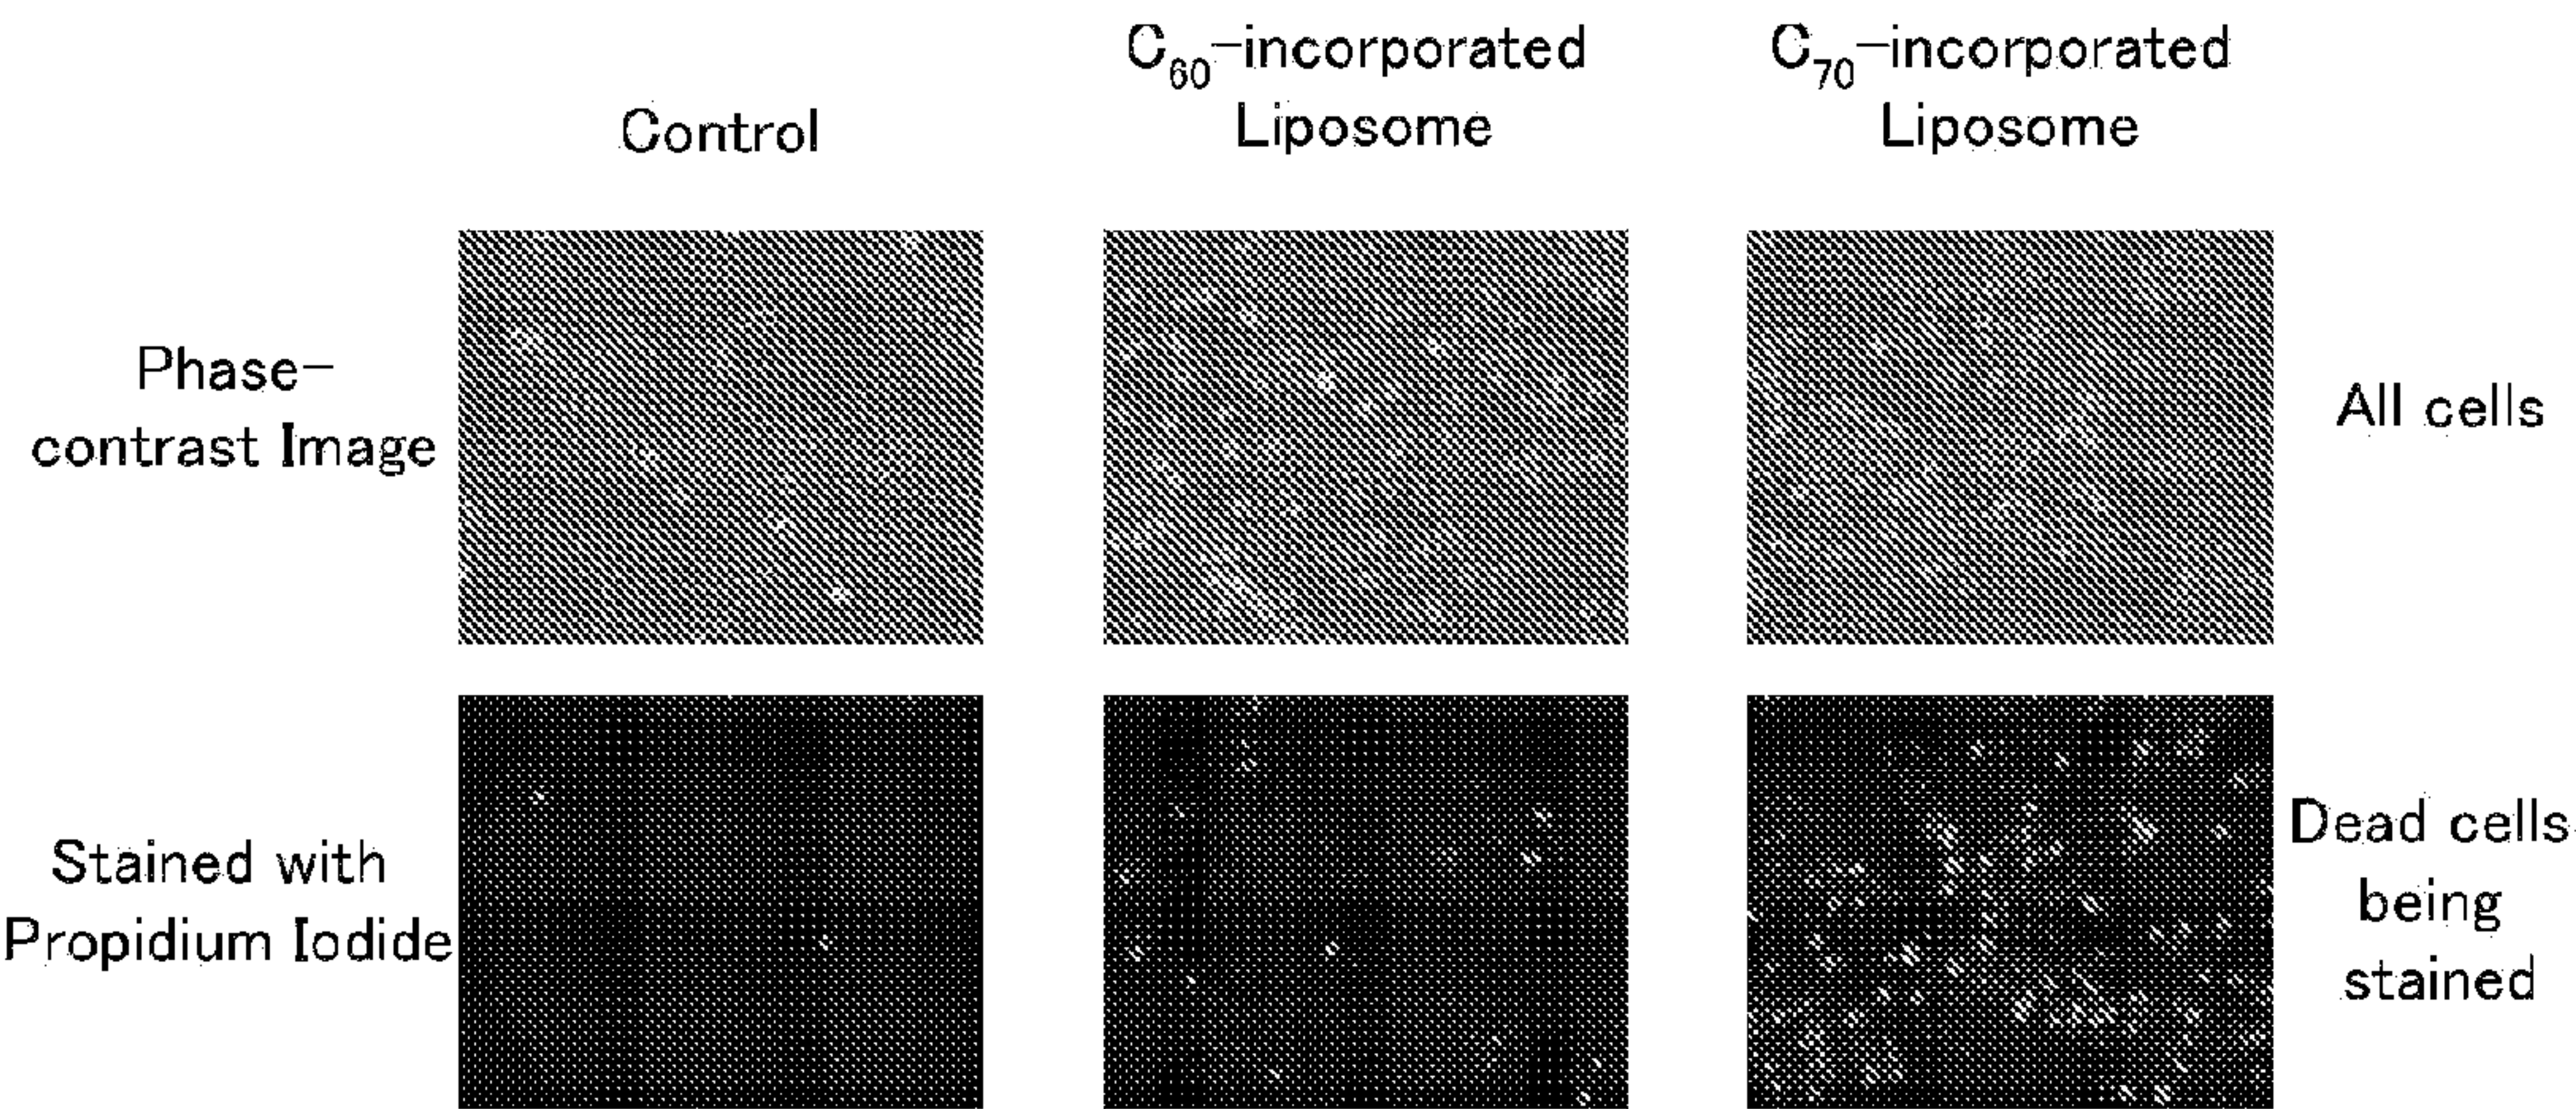 Control
C₆₀-incorporated
Liposome
C₇₀-incorporated
Liposome
Phase-
contrast Image
All cells
Stained with
Propidium Iodide
Dead cells
being
stained